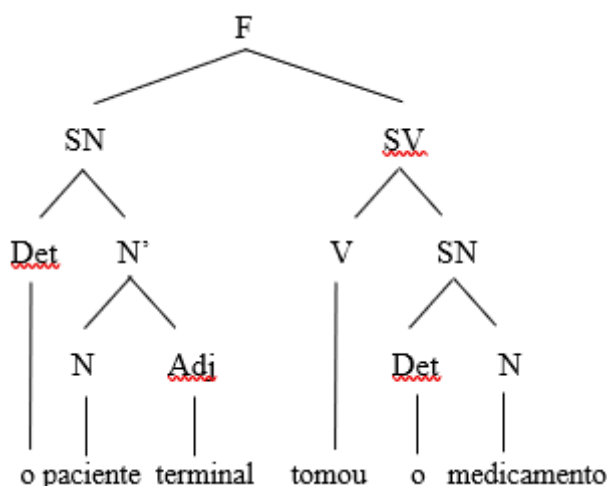 F
SN SV
Det N’ V SN
N Adj Det N
o paciente terminal tomou o medicamento